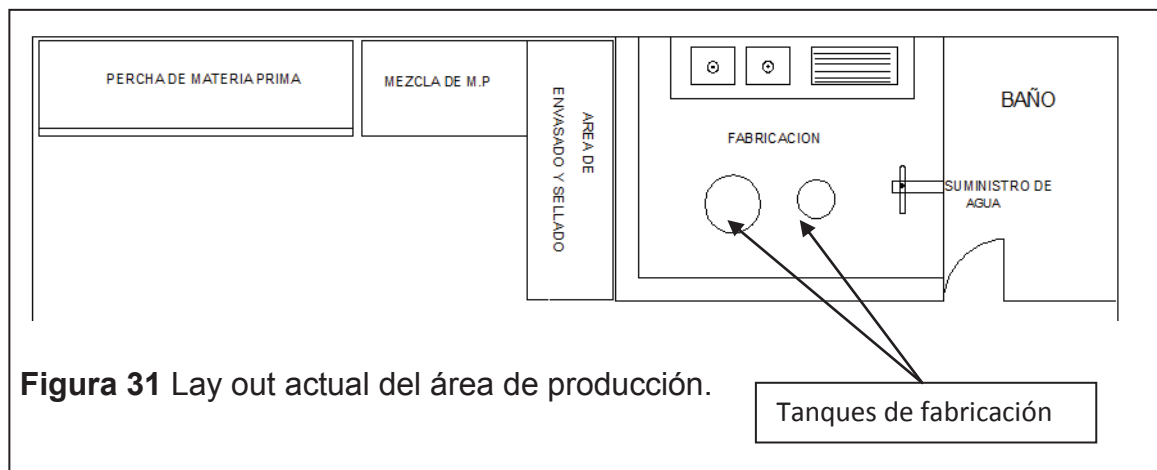 PERCHA DE MATERIA PRIMA
MEZCLA DE M.P
AREA DE
ENVASADO Y SELLADO
FABRICACION
BAÑO
SUMINISTRO DE
AGUA
Figura 31 Lay out actual del área de producción.
Tanques de fabricación